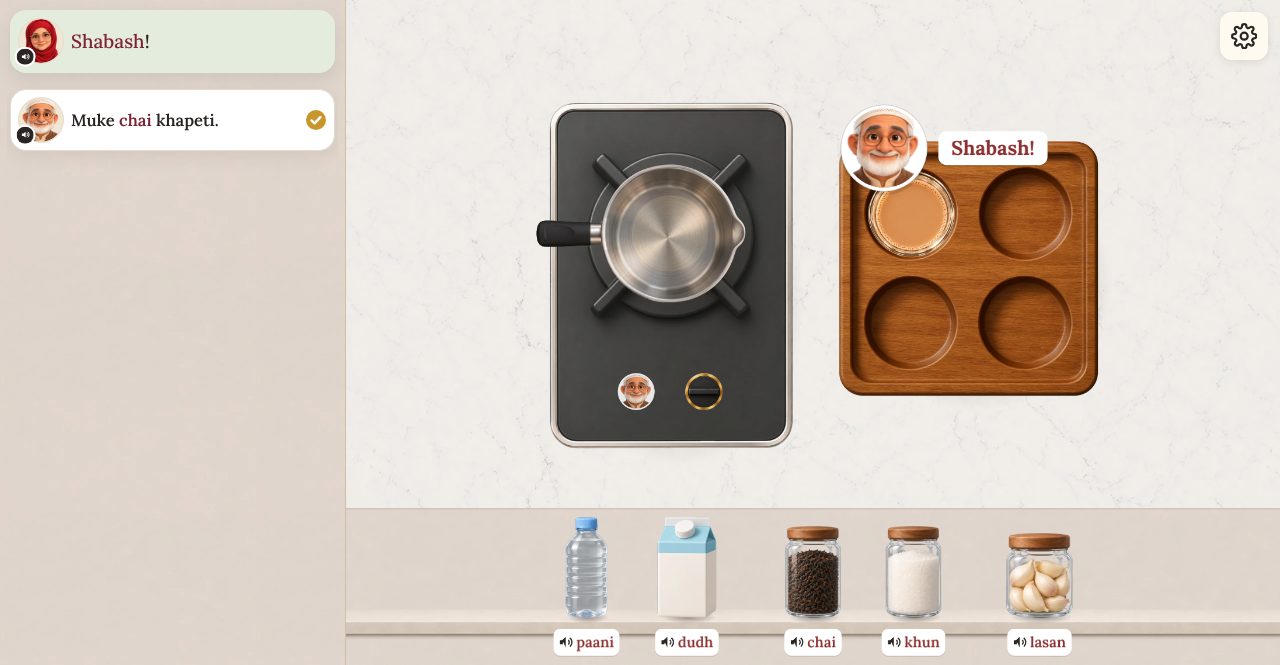 Shabash!
Muke chai khapeti.
Shabash!
paani
dudh
chai
khun
lasan